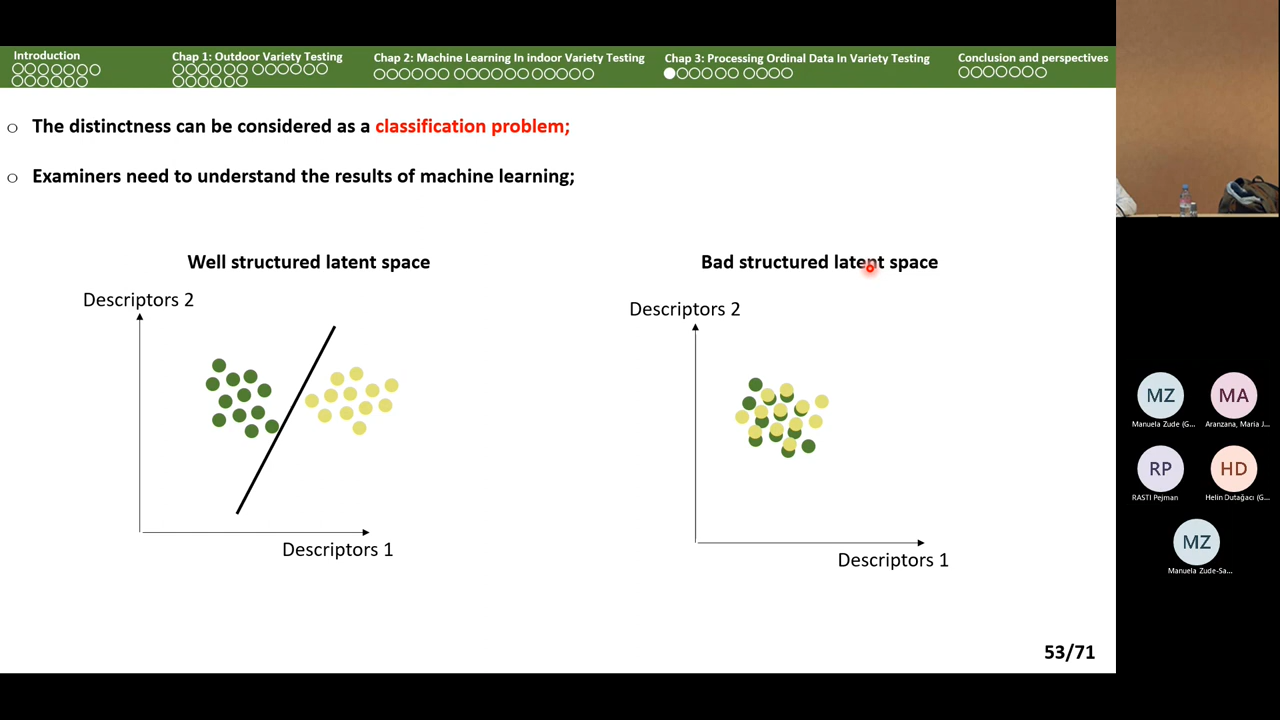 Introduction
Chap 1: Outdoor Variety Testing
Chap 2: Machine Learning In indoor Variety Testing
Chap 3: Processing Ordinal Data In Variety Testing
Conclusion and perspectives
The distinctness can be considered as a classification problem;
Examiners need to understand the results of machine learning;
Well structured latent space
Descriptors 2
Descriptors 1
Bad structured latent space
Descriptors 2
Descriptors 1
53/71
MZ
Manuela Zude (G...
MA
Aranzana, Maria J...
RP
RASTI Pejman
HD
Helin Dutağacı (G...
MZ
Manuela Zude-Sa...